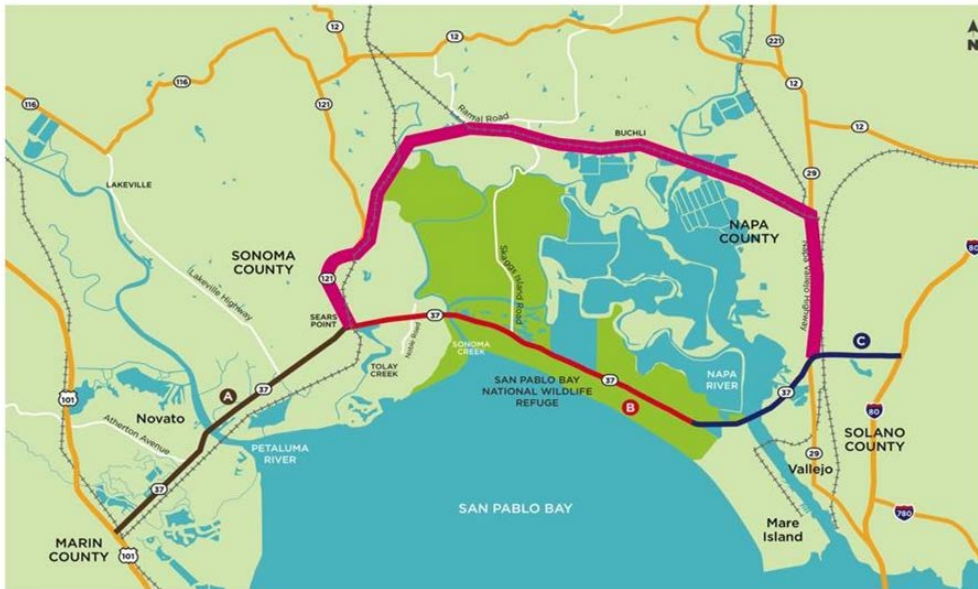 12
12
221
A
N
116
116
121
12
Ramal Road
BUCHLI
12
LAKEVILLE
29
SONOMA
COUNTY
NAPA
COUNTY
Napa Vallejo Highway
80
Lakeville Highway
121
Skaggs Island Road
SEARS
POINT
37
Noble Road
SONOMA
CREEK
C
TOLAY
CREEK
37
101
A
37
SAN PABLO BAY
NATIONAL WILDLIFE
REFUGE
37
B
NAPA
RIVER
37
80
Novato
Atherton Avenue
PETALUMA
RIVER
SOLANO
COUNTY
29
Vallejo
37
SAN PABLO BAY
780
Mare
Island
MARIN
COUNTY
101